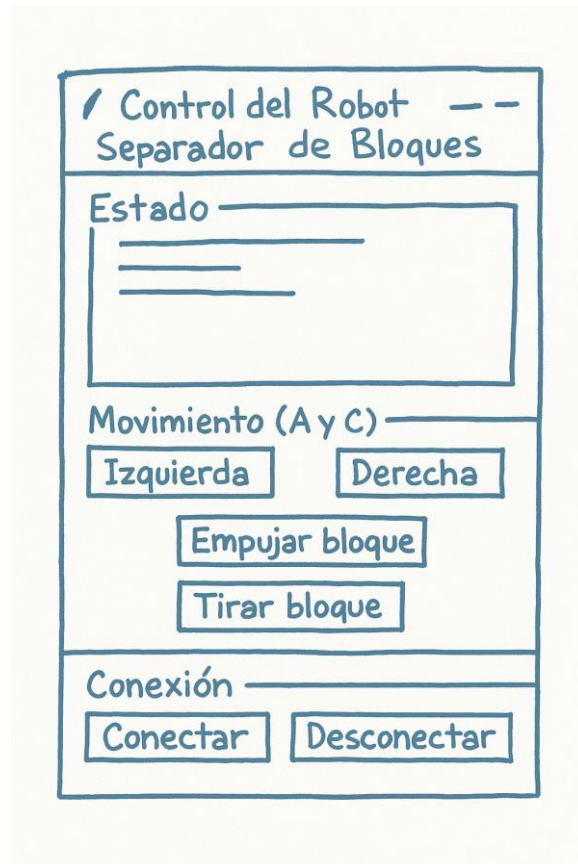 Control del Robot
Separador de Bloques
Estado
Movimiento (A y C)
Izquierda Derecha
Empujar bloque
Tirar bloque
Conexión
Conectar Desconectar